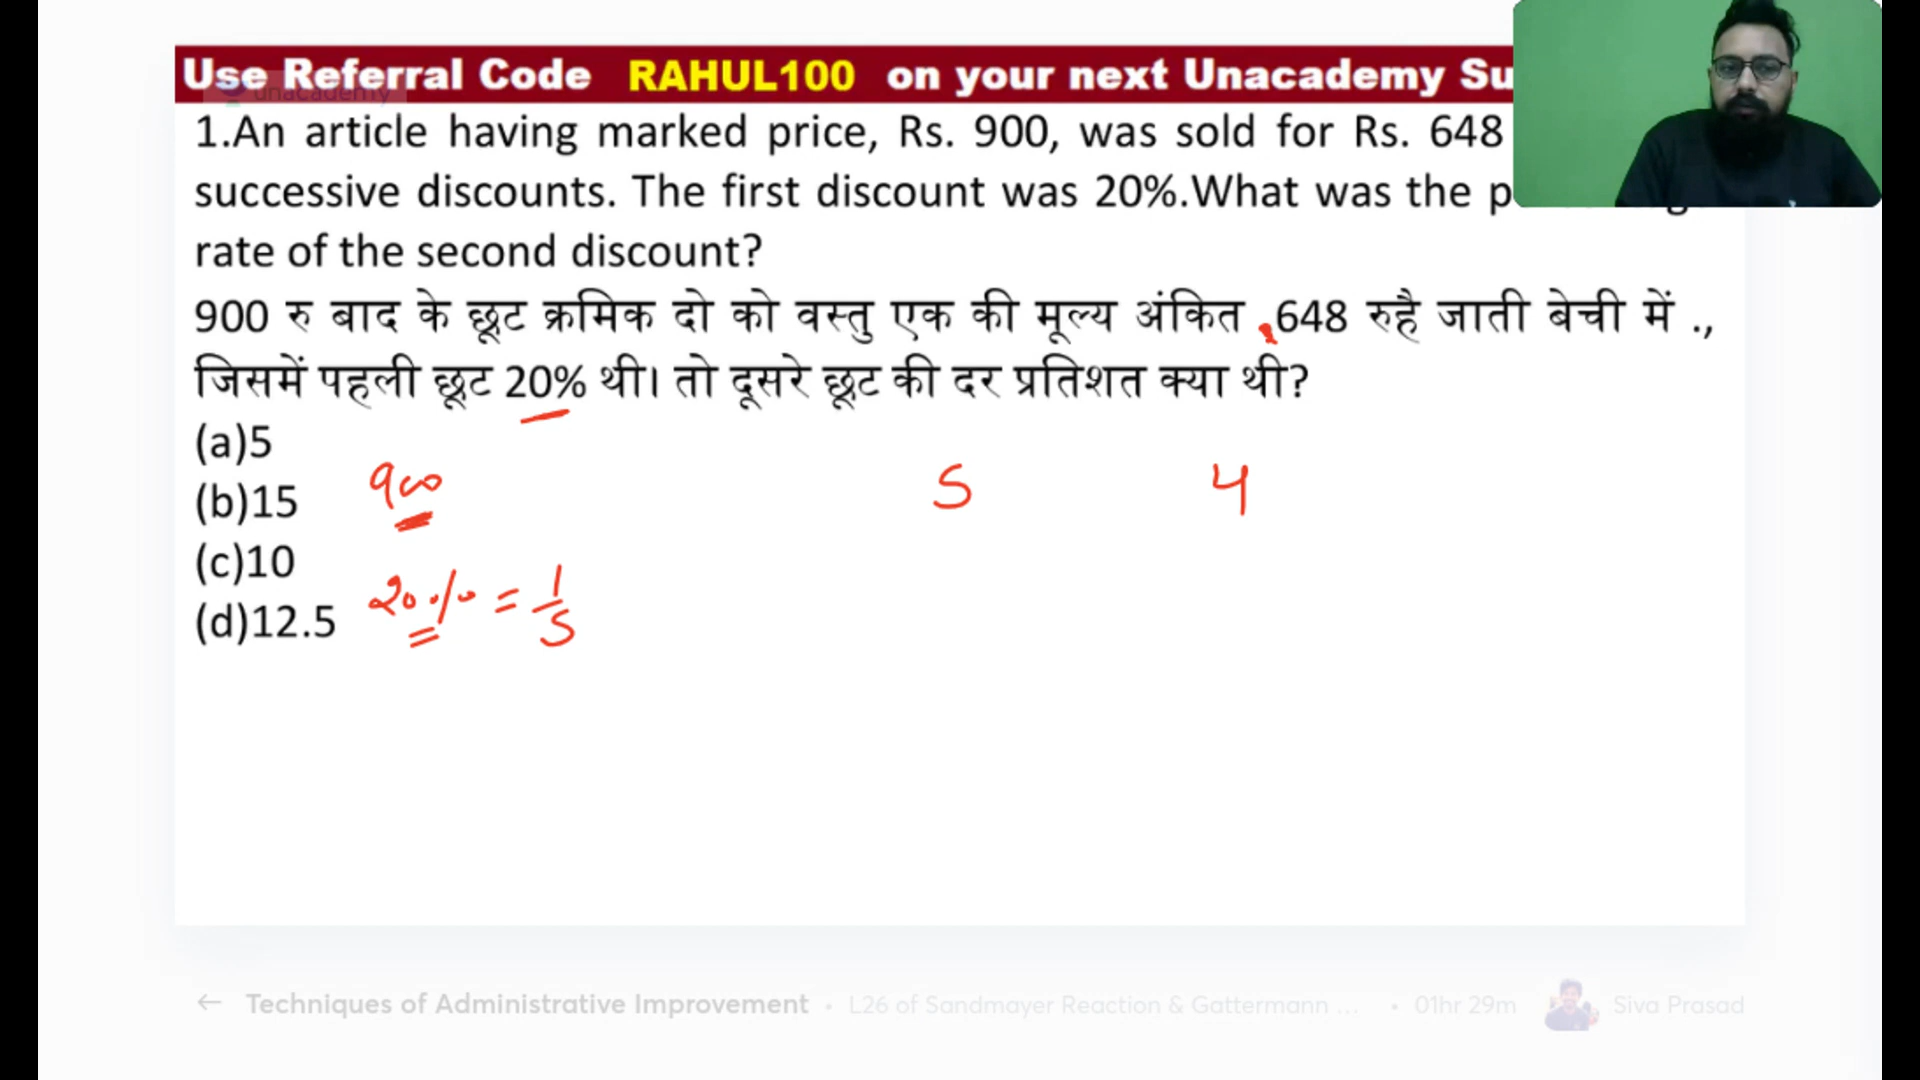 Use Referral Code RAHUL100 on your next Unacademy Su
unacademy
1.An article having marked price, Rs. 900, was sold for Rs. 648
successive discounts. The first discount was 20%.What was the p
rate of the second discount?
900 रु बाद के छूट क्रमिक दो को वस्तु एक की मूल्य अंकित ,648 रुहै जाती बेची में .,
जिसमें पहली छूट 20% थी। तो दूसरे छूट की दर प्रतिशत क्या थी?
(a)5
(b)15 900 5 4
(c)10
(d)12.5 20% = 1/5
← Techniques of Administrative Improvement • L26 of Sandmayer Reaction & Gattermann ... • 01hr 29m Siva Prasad